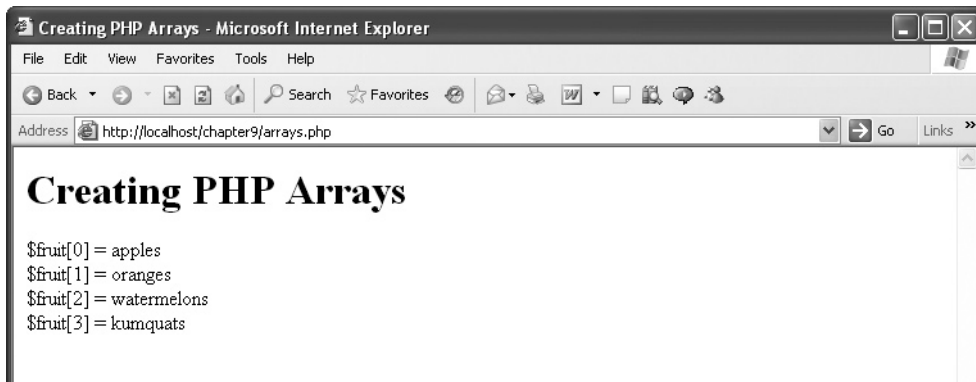 Creating PHP Arrays - Microsoft Internet Explorer
File Edit View Favorites Tools Help
Back Search Favorites
Address http://localhost/chapter9/arrays.php Go Links »
Creating PHP Arrays
$fruit[0] = apples
$fruit[1] = oranges
$fruit[2] = watermelons
$fruit[3] = kumquats